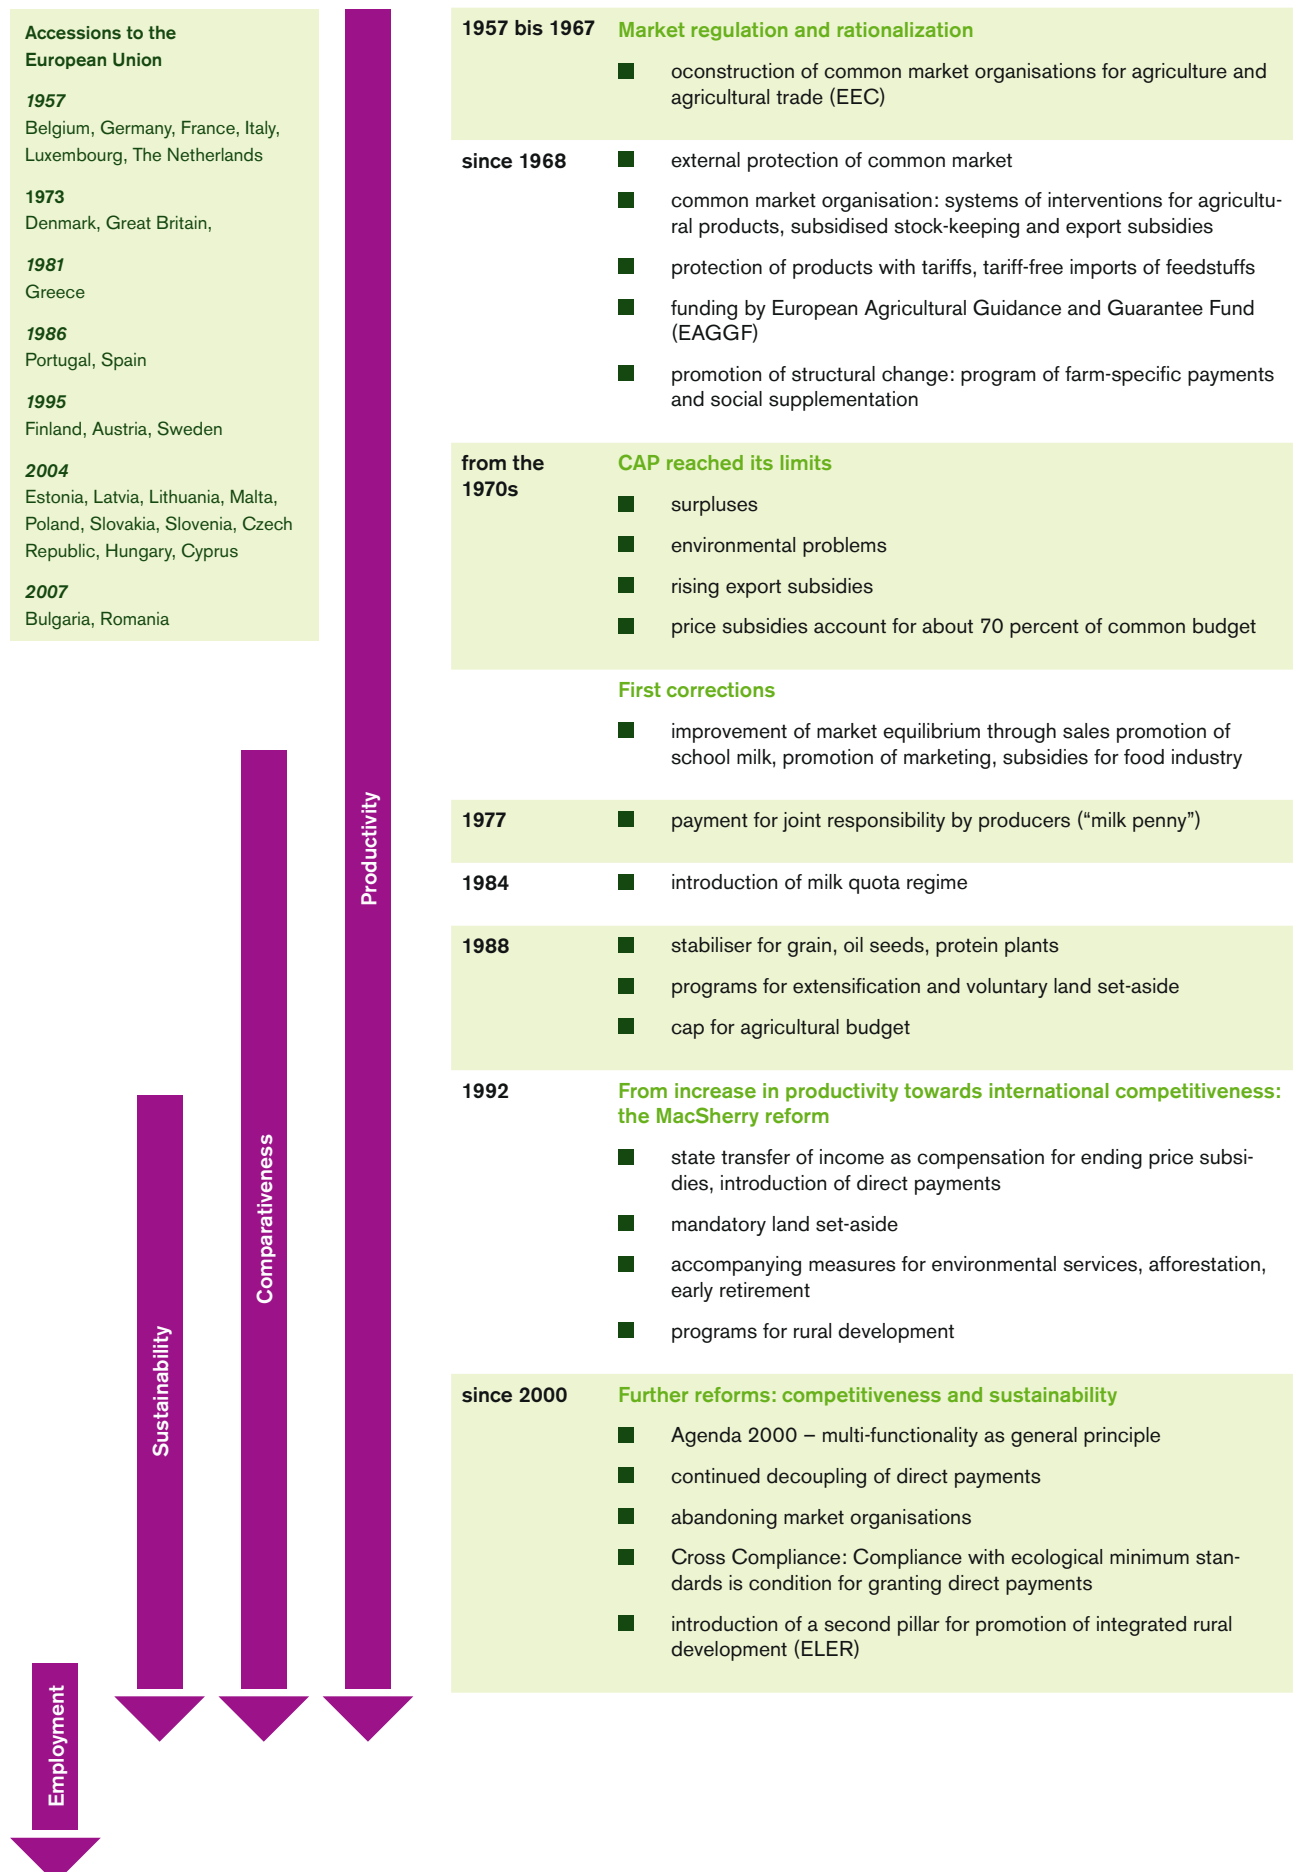 Accessions to the
European Union
1957
Belgium, Germany, France, Italy,
Luxembourg, The Netherlands
1973
Denmark, Great Britain,
1981
Greece
1986
Portugal, Spain
1995
Finland, Austria, Sweden
2004
Estonia, Latvia, Lithuania, Malta,
Poland, Slovakia, Slovenia, Czech
Republic, Hungary, Cyprus
2007
Bulgaria, Romania
Employment
Sustainability
Comparativeness
Productivity
1957 bis 1967 Market regulation and rationalization
oconstruction of common market organisations for agriculture and
agricultural trade (EEC)
since 1968 external protection of common market
common market organisation: systems of interventions for agricultu-
ral products, subsidised stock-keeping and export subsidies
protection of products with tariffs, tariff-free imports of feedstuffs
funding by European Agricultural Guidance and Guarantee Fund
(EAGGF)
promotion of structural change: program of farm-specific payments
and social supplementation
from the CAP reached its limits
1970s
surpluses
environmental problems
rising export subsidies
price subsidies account for about 70 percent of common budget
First corrections
improvement of market equilibrium through sales promotion of
school milk, promotion of marketing, subsidies for food industry
1977 payment for joint responsibility by producers (“milk penny”)
1984 introduction of milk quota regime
1988 stabiliser for grain, oil seeds, protein plants
programs for extensification and voluntary land set-aside
cap for agricultural budget
1992 From increase in productivity towards international competitiveness:
the MacSherry reform
state transfer of income as compensation for ending price subsi-
dies, introduction of direct payments
mandatory land set-aside
accompanying measures for environmental services, afforestation,
early retirement
programs for rural development
since 2000 Further reforms: competitiveness and sustainability
Agenda 2000 – multi-functionality as general principle
continued decoupling of direct payments
abandoning market organisations
Cross Compliance: Compliance with ecological minimum stan-
dards is condition for granting direct payments
introduction of a second pillar for promotion of integrated rural
development (ELER)